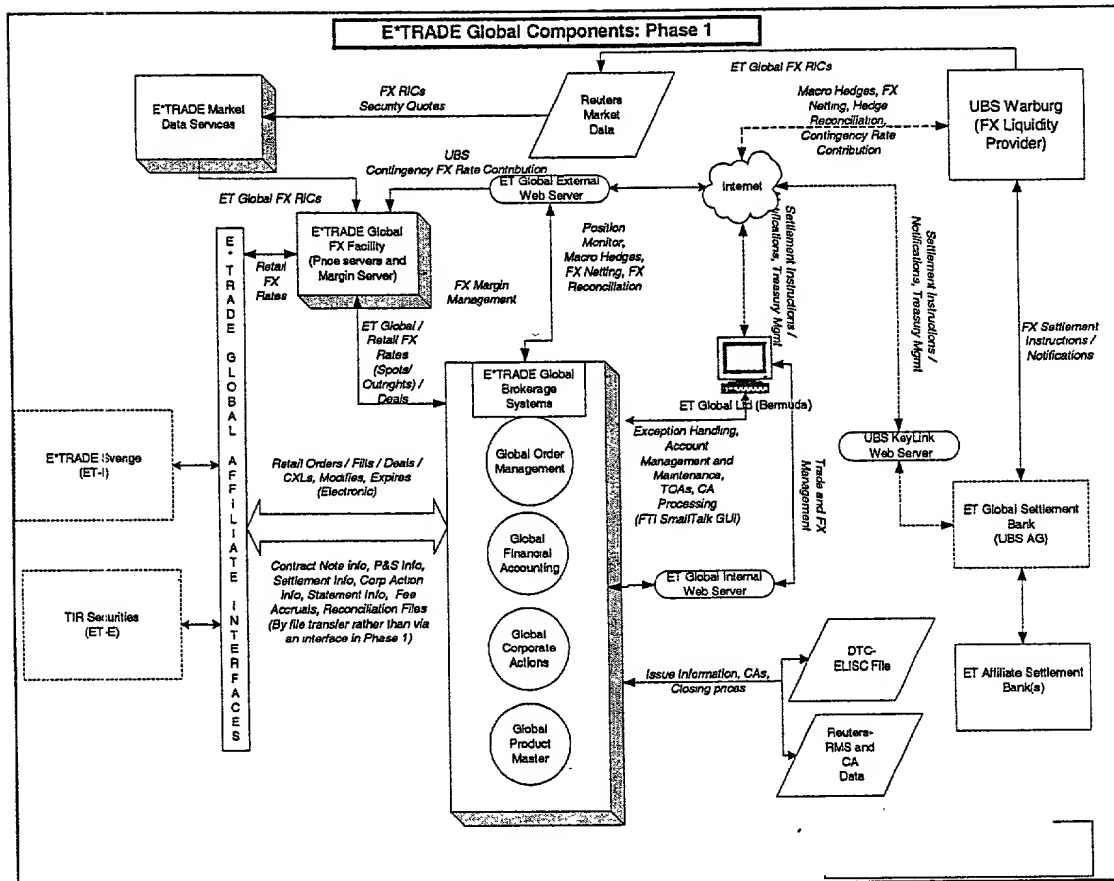 E*TRADE Global Components: Phase 1
ET Global FX RICs
E*TRADE Market
Data Services
FX RICs
Security Quotes
Reuters
Market
Data
Macro Hedges, FX
Netting, Hedge
Reconciliation,
Contingency Rate
Contribution
UBS Warburg
(FX Liquidity
Provider)
UBS
Contingency FX Rate Contribution
ET Global External
Web Server
Internet
ET Global FX RICs
E*TRADE Global
FX Facility
(Price servers and
Margin Server)
Retail
FX
Rates
FX Margin
Management
Position
Monitor,
Macro Hedges,
FX Netting, FX
Reconciliation
Settlement Instructions /
Notifications, Treasury Mgmt
Settlement Instructions /
Notifications, Treasury Mgmt
FX Settlement
Instructions /
Notifications
E*TRADE GLOBAL AFFILIATE INTERFACES
ET Global /
Retail FX
Rates
(Spots/
Outrights) /
Deals
E*TRADE Global
Brokerage
Systems
ET Global Ltd (Bermuda)
Exception Handling,
Account
Management and
Maintenance,
TOAs, CA
Processing
(FTI SmallTalk GUI)
Trade and FX
Management
UBS KeyLink
Web Server
E*TRADE Sverige
(ET-I)
Retail Orders / Fills / Deals /
CXLs, Modifies, Expires
(Electronic)
Global Order
Management
ET Global Settlement
Bank
(UBS AG)
Contract Note info, P&S Info,
Settlement Info, Corp Action
Info, Statement Info, Fee
Accruals, Reconciliation Files
(By file transfer rather than via
an interface in Phase 1)
Global
Financial
Accounting
ET Global Internal
Web Server
TIR Securities
(ET-E)
Global
Corporate
Actions
Issue Information, CAs,
Closing prices
DTC-
ELISC File
ET Affiliate Settlement
Bank(s)
Global
Product
Master
Reuters-
RMS and
CA
Data